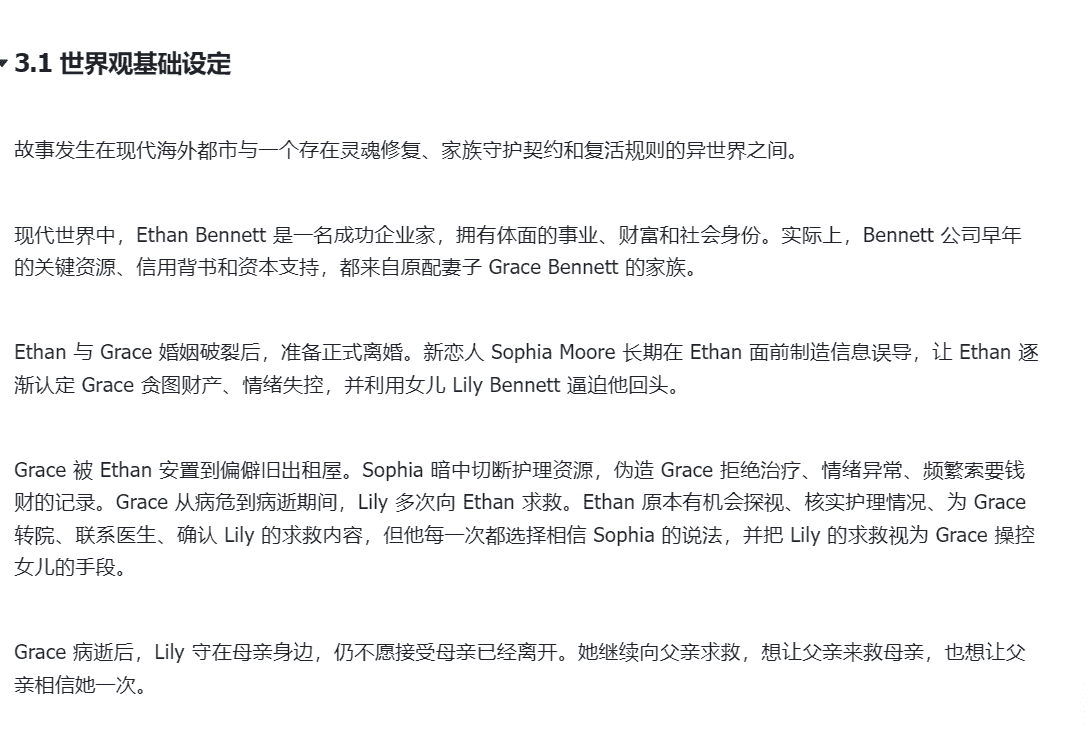 3.1 世界观基础设定
故事发生在现代海外都市与一个存在灵魂修复、家族守护契约和复活规则的异世界之间。
现代世界中，Ethan Bennett 是一名成功企业家，拥有体面的事业、财富和社会身份。实际上，Bennett 公司早年
的关键资源、信用背书和资本支持，都来自原配妻子 Grace Bennett 的家族。
Ethan 与 Grace 婚姻破裂后，准备正式离婚。新恋人 Sophia Moore 长期在 Ethan 面前制造信息误导，让 Ethan 逐
渐认定 Grace 贪图财产、情绪失控，并利用女儿 Lily Bennett 逼迫他回头。
Grace 被 Ethan 安置到偏僻旧出租屋。Sophia 暗中切断护理资源，伪造 Grace 拒绝治疗、情绪异常、频繁索要钱
财的记录。Grace 从病危到病逝期间，Lily 多次向 Ethan 求救。Ethan 原本有机会探视、核实护理情况、为 Grace
转院、联系医生、确认 Lily 的求救内容，但他每一次都选择相信 Sophia 的说法，并把 Lily 的求救视为 Grace 操控
女儿的手段。
Grace 病逝后，Lily 守在母亲身边，仍不愿接受母亲已经离开。她继续向父亲求救，想让父亲来救母亲，也想让父
亲相信她一次。